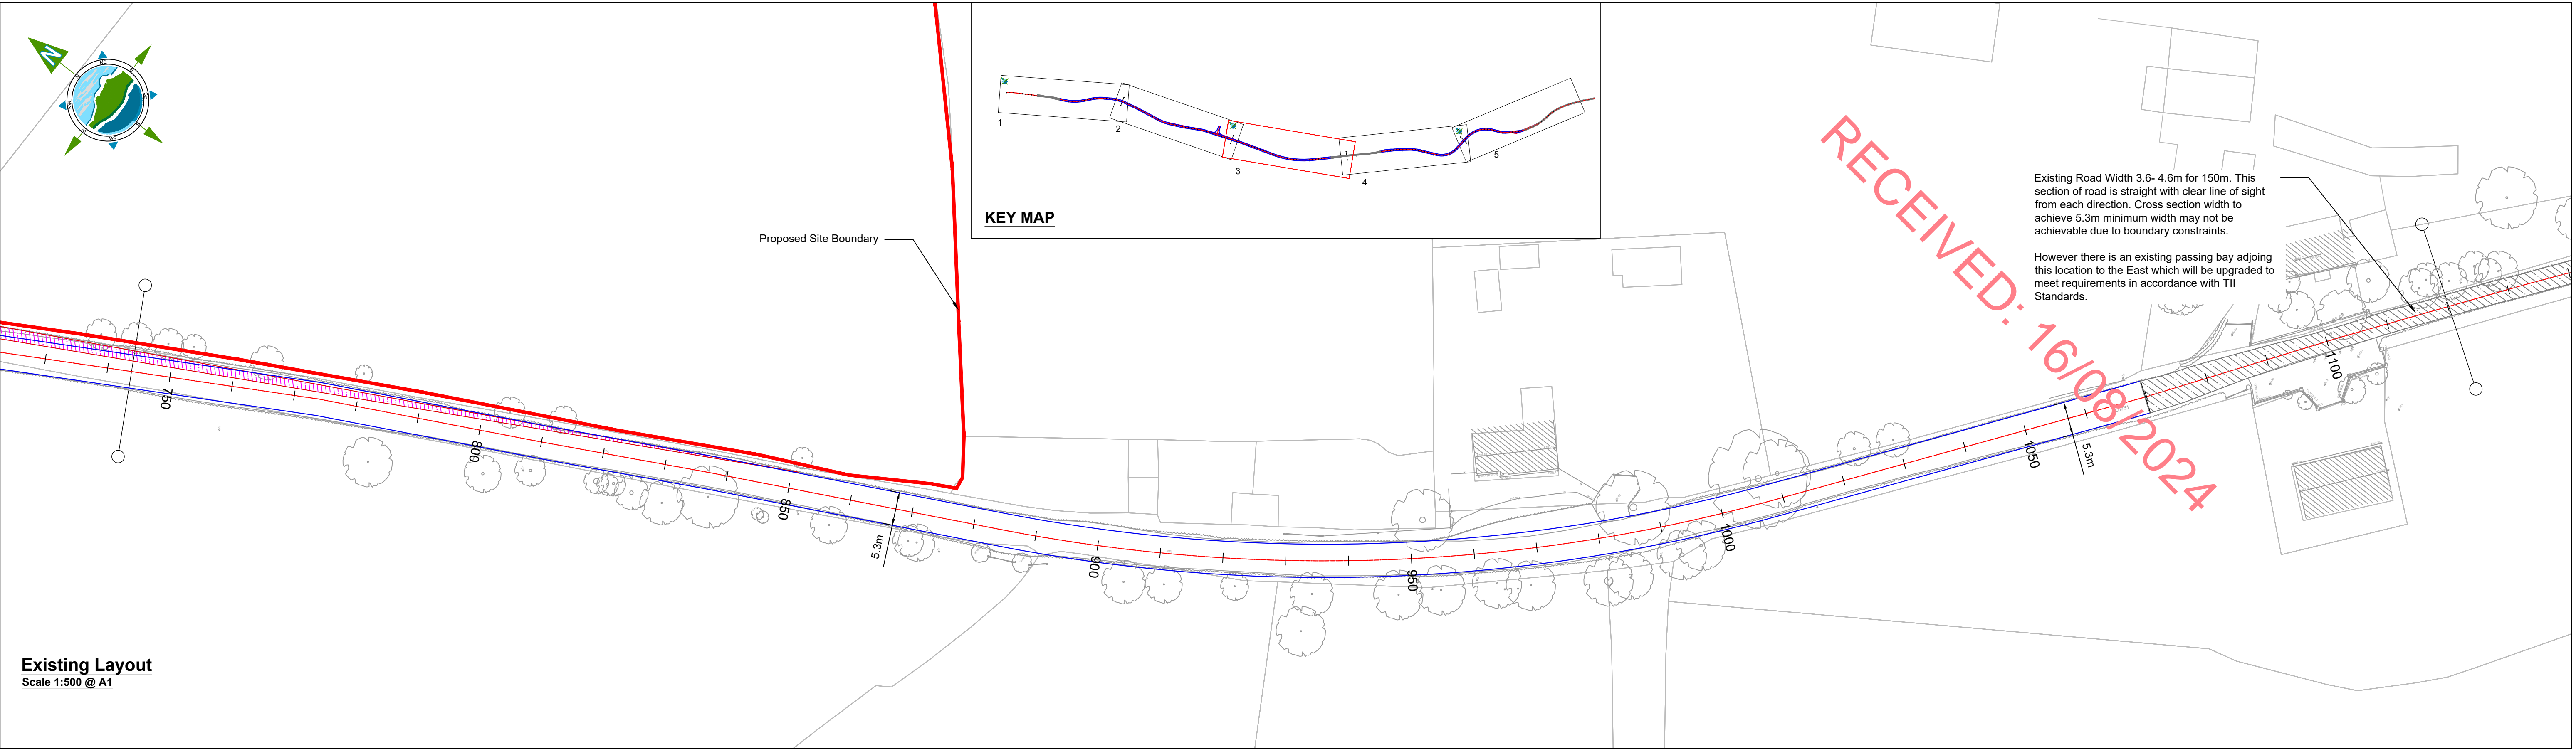 N
KEY MAP
1
2
3
4
5
Proposed Site Boundary
RECEIVED: 16/08/2024
Existing Road Width 3.6- 4.6m for 150m. This
section of road is straight with clear line of sight
from each direction. Cross section width to
achieve 5.3m minimum width may not be
achievable due to boundary constraints.
However there is an existing passing bay adjoing
this location to the East which will be upgraded to
meet requirements in accordance with TII
Standards.
750
800
850
900
950
1000
1050
1100
5.3m
5.3m
Existing Layout
Scale 1:500 @ A1